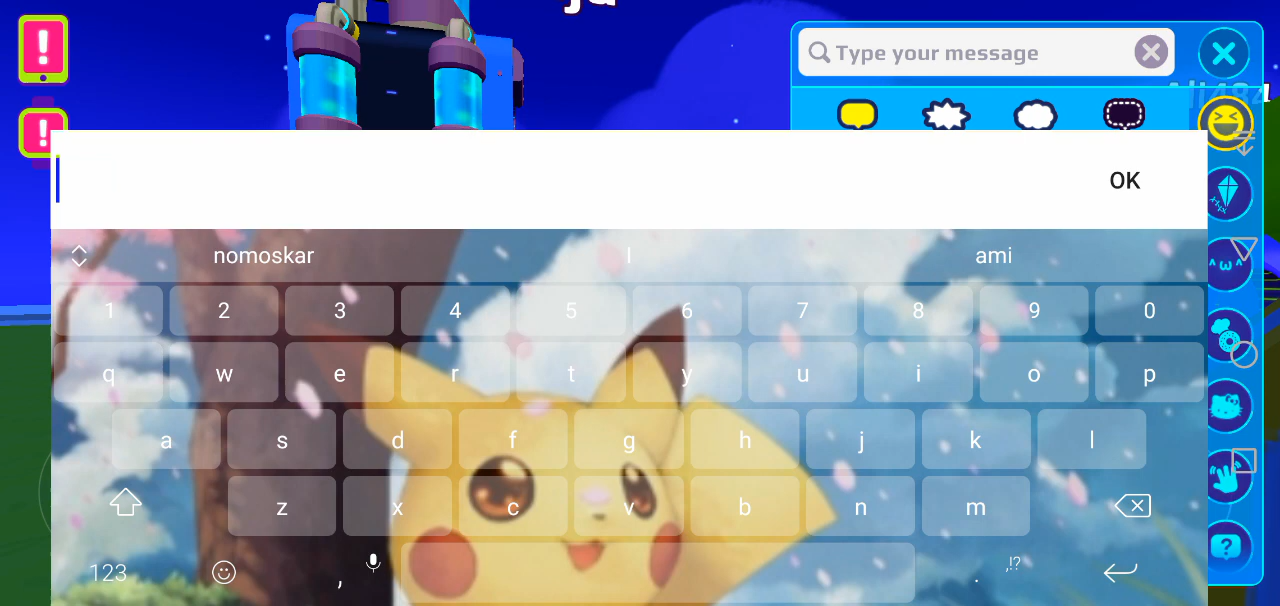 Type your message
OK
nomoskar I ami
1 2 3 4 5 6 7 8 9 0
q w e r t y u i o p
a s d f g h j k l
z x c v b n m
123 , . ,!?